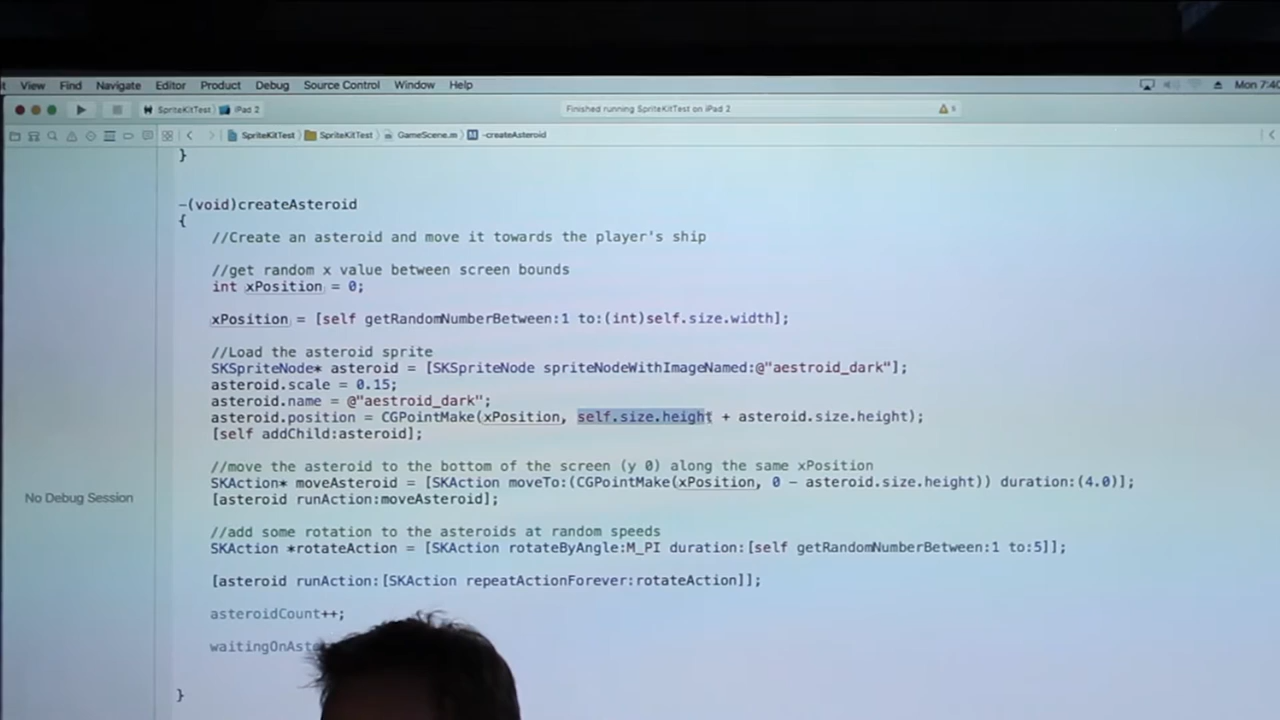 View Find Navigate Editor Product Debug Source Control Window Help Mon 7:40
SpriteKitTest iPad 2 Finished running SpriteKitTest on iPad 2
SpriteKitTest SpriteKitTest GameScene.m -createAsteroid
}
-(void)createAsteroid
{
//Create an asteroid and move it towards the player's ship
//get random x value between screen bounds
int xPosition = 0;
xPosition = [self getRandomNumberBetween:1 to:(int)self.size.width];
//Load the asteroid sprite
SKSpriteNode* asteroid = [SKSpriteNode spriteNodeWithImageNamed:@"aestroid_dark"];
asteroid.scale = 0.15;
asteroid.name = @"aestroid_dark";
asteroid.position = CGPointMake(xPosition, self.size.height + asteroid.size.height);
[self addChild:asteroid];
//move the asteroid to the bottom of the screen (y 0) along the same xPosition
SKAction* moveAsteroid = [SKAction moveTo:(CGPointMake(xPosition, 0 - asteroid.size.height)) duration:(4.0)];
No Debug Session
[asteroid runAction:moveAsteroid];
//add some rotation to the asteroids at random speeds
SKAction *rotateAction = [SKAction rotateByAngle:M_PI duration:[self getRandomNumberBetween:1 to:5]];
[asteroid runAction:[SKAction repeatActionForever:rotateAction]];
asteroidCount++;
}